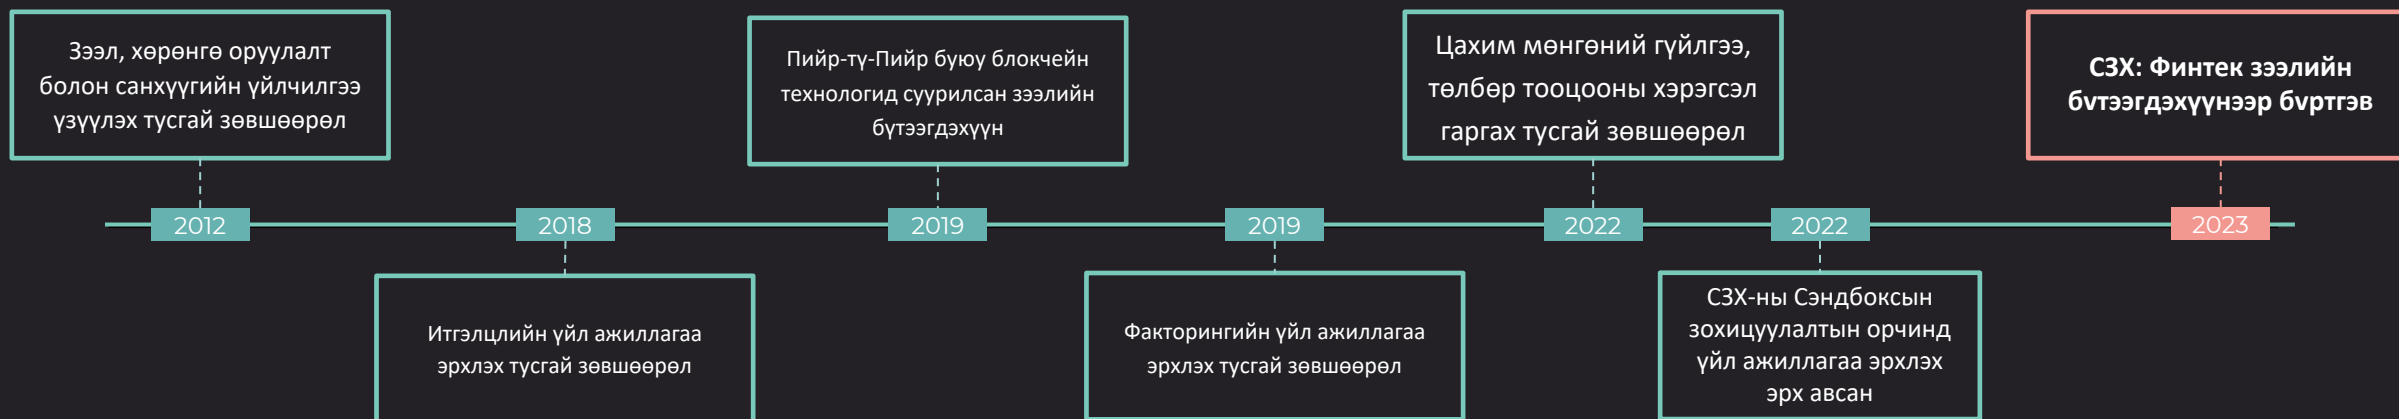 Зээл, хөрөнгө оруулалт
болон санхүүгийн үйлчилгээ
үзүүлэх тусгай зөвшөөрөл
Пийр-тү-Пийр буюу блокчейн
технологид суурилсан зээлийн
бүтээгдэхүүн
Цахим мөнгөний гүйлгээ,
төлбөр тооцооны хэрэгсэл
гаргах тусгай зөвшөөрөл
СЗХ: Финтек зээлийн
бүтээгдэхүүнээр бүртгэв
2012
2018
2019
2019
2022
2022
2023
Итгэлцлийн үйл ажиллагаа
эрхлэх тусгай зөвшөөрөл
Факторингийн үйл ажиллагаа
эрхлэх тусгай зөвшөөрөл
СЗХ-ны Сэндбоксын
зохицуулалтын орчинд
үйл ажиллагаа эрхлэх
эрх авсан